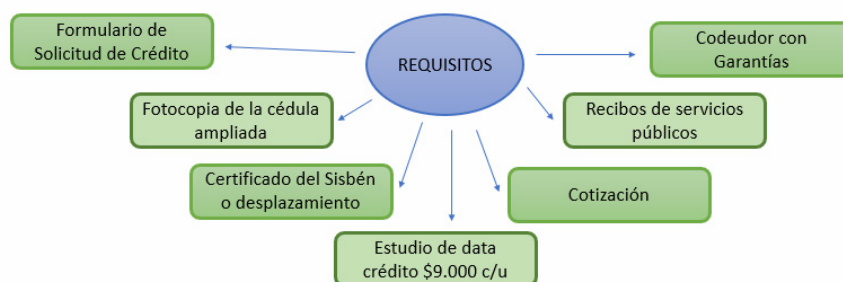 Formulario de
Solicitud de Crédito
REQUISITOS
Codeudor con
Garantías
Fotocopia de la cédula
ampliada
Recibos de servicios
públicos
Certificado del Sisbén
o desplazamiento
Cotización
Estudio de data
crédito $9.000 c/u